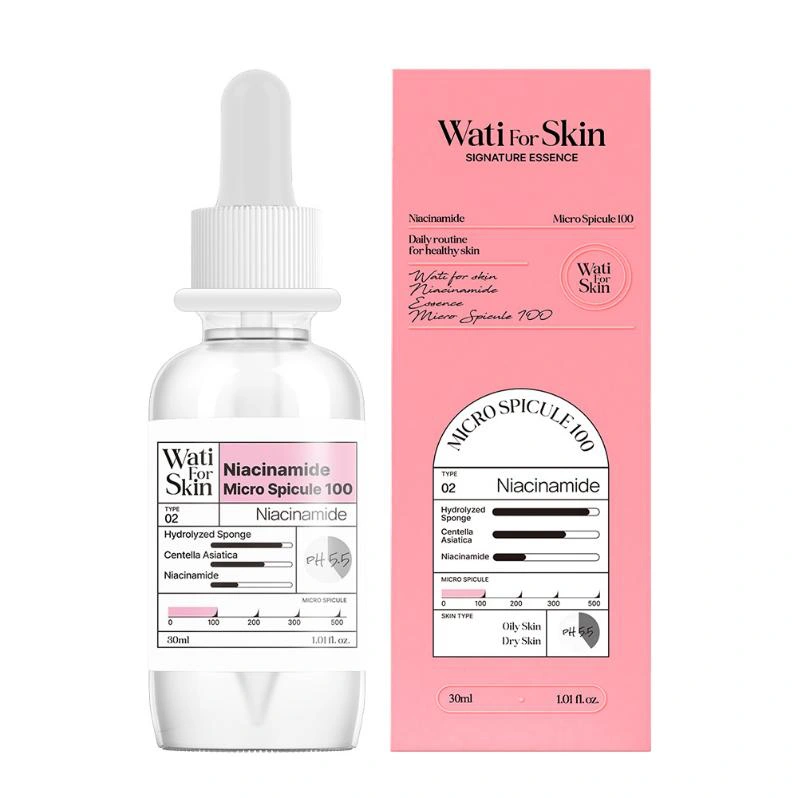 Wati
For
Skin
Niacinamide
Micro Spicule 100
TYPE
02
Niacinamide
Hydrolyzed Sponge
Centella Asiatica
Niacinamide
PH 5.5
MICRO SPICULE
0 100 200 300 500
30ml 1.01 fl. oz.
Wati For Skin
SIGNATURE ESSENCE
Niacinamide Micro Spicule 100
Daily routine
for healthy skin
Wati for skin
Niacinamide
Essence
Micro Spicule 100
Wati
For
Skin
MICRO SPICULE 100
TYPE
02
Niacinamide
Hydrolyzed
Sponge
Centella
Asiatica
Niacinamide
MICRO SPICULE
0 100 200 300 500
SKIN TYPE
Oily Skin
Dry Skin
PH 5.5
30ml 1.01 fl. oz.